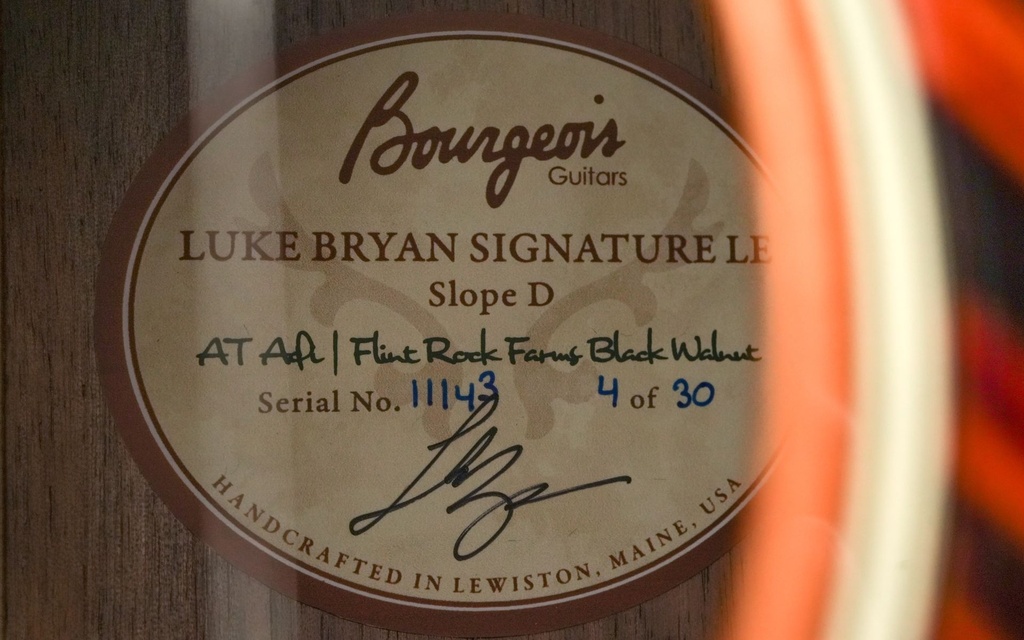 Bourgeois
Guitars
LUKE BRYAN SIGNATURE LE
Slope D
AT Adi | Flint Rock Farms Black Walnut
Serial No. 11143 4 of 30
HANDCRAFTED IN LEWISTON, MAINE, USA